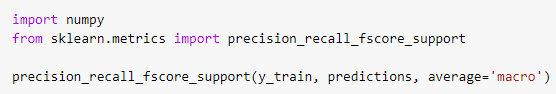 import numpy
from sklearn.metrics import precision_recall_fscore_support
precision_recall_fscore_support(y_train, predictions, average='macro')